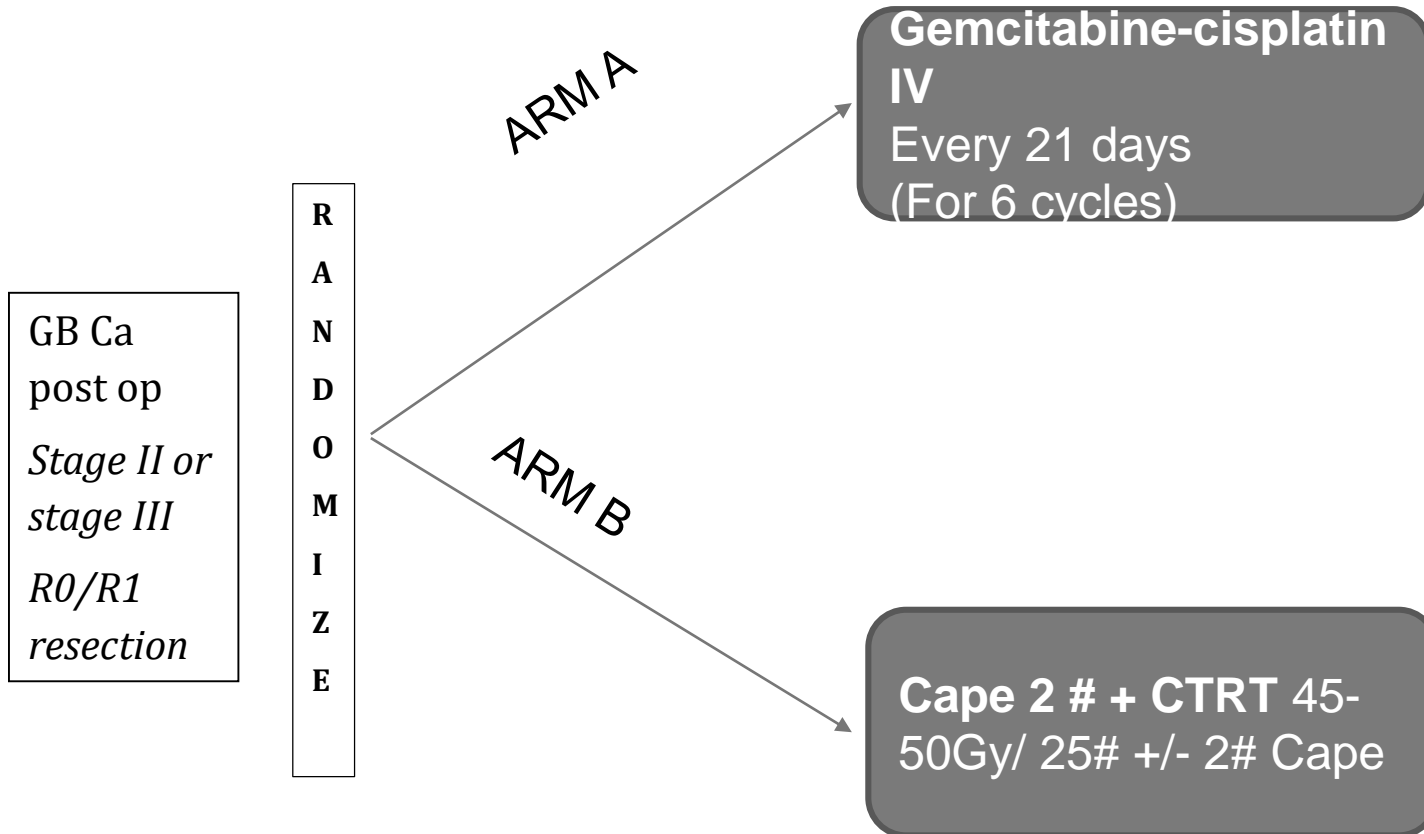 GB Ca
post op
Stage II or
stage III
R0/R1
resection
R
A
N
D
O
M
I
Z
E
ARM A
Gemcitabine-cisplatin
IV
Every 21 days
(For 6 cycles)
ARM B
Cape 2 # + CTRT 45-
50Gy/ 25# +/- 2# Cape